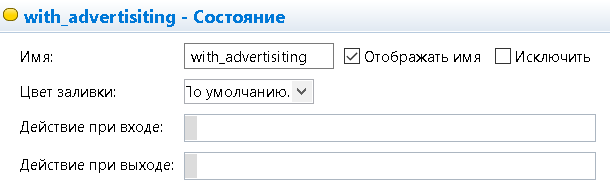 with_advertisiting - Состояние
Имя: with_advertisiting Отображать имя Исключить
Цвет заливки: По умолчанию.
Действие при входе:
Действие при выходе: